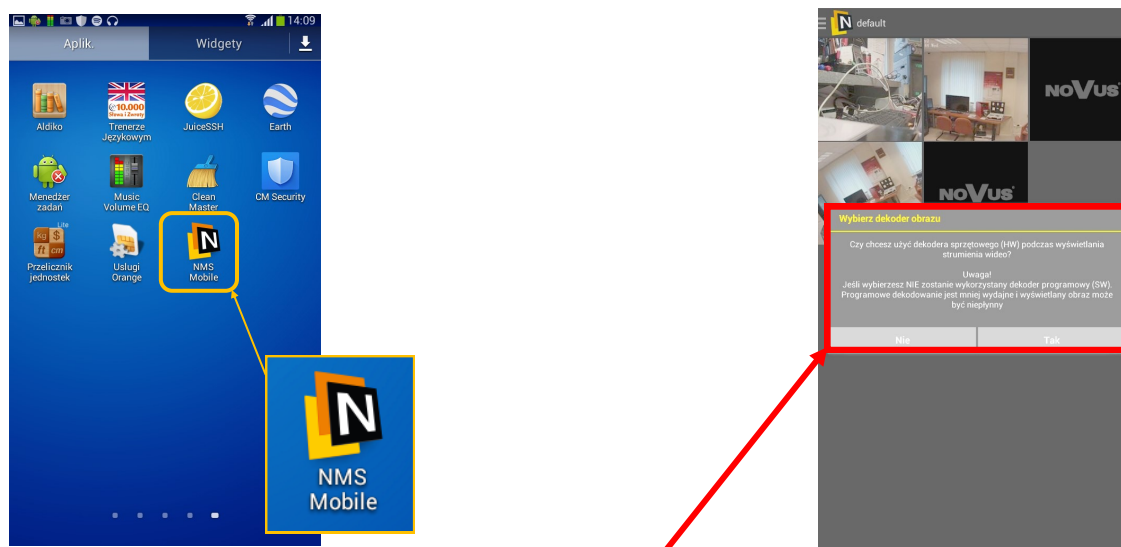 14:09
Aplik.
Widgety
Aldiko
10.000
Słowa i Zwroty
Trenerze
Językowym
JuiceSSH
Earth
Menedżer
zadań
Music
Volume EQ
Clean
Master
CM Security
Lite
kg $
ft cm
Przelicznik
jednostek
Usługi
Orange
N
NMS
Mobile
N
NMS
Mobile
N default
NOVUS
NOVUS
Wybierz dekoder obrazu
Czy chcesz użyć dekodera sprzętowego (HW) podczas wyświetlania
strumienia wideo?
Uwaga!
Jeśli wybierzesz NIE zostanie wykorzystany dekoder programowy (SW).
Programowe dekodowanie jest mniej wydajne i wyświetlany obraz może
być niepłynny
Nie
Tak